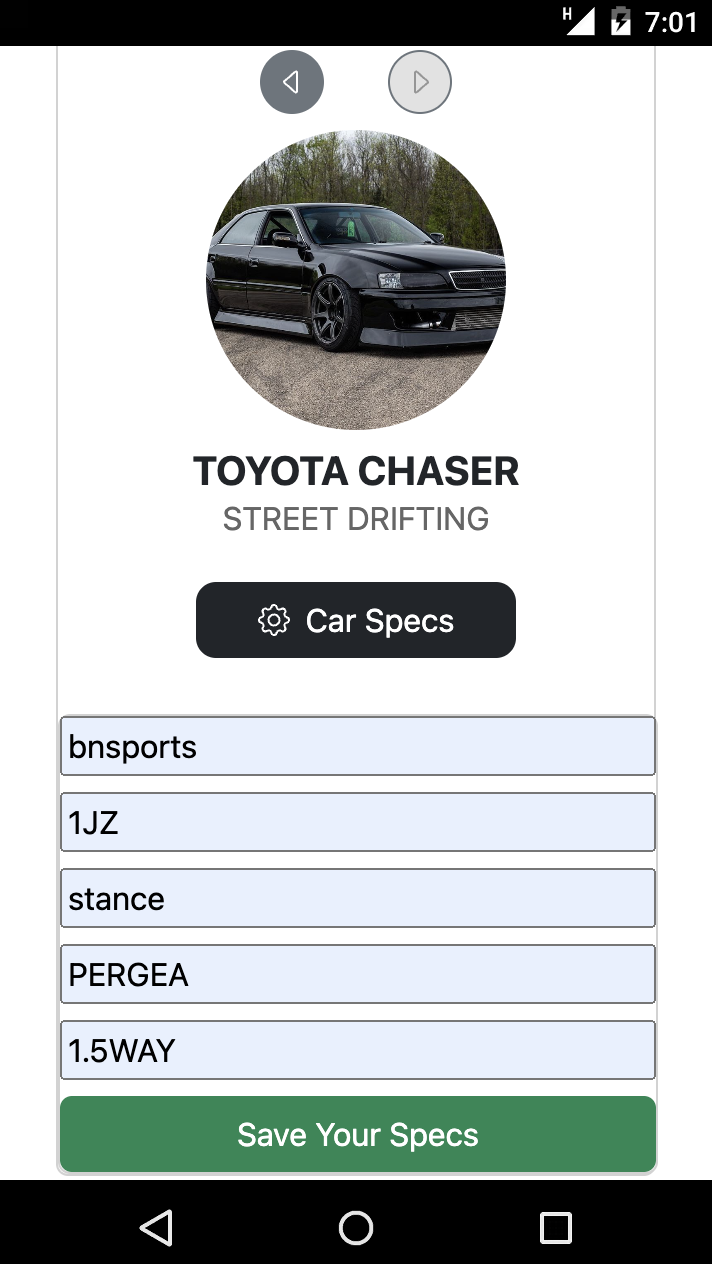 H
7:01
TOYOTA CHASER
STREET DRIFTING
Car Specs
bnsports
1JZ
stance
PERGEA
1.5WAY
Save Your Specs